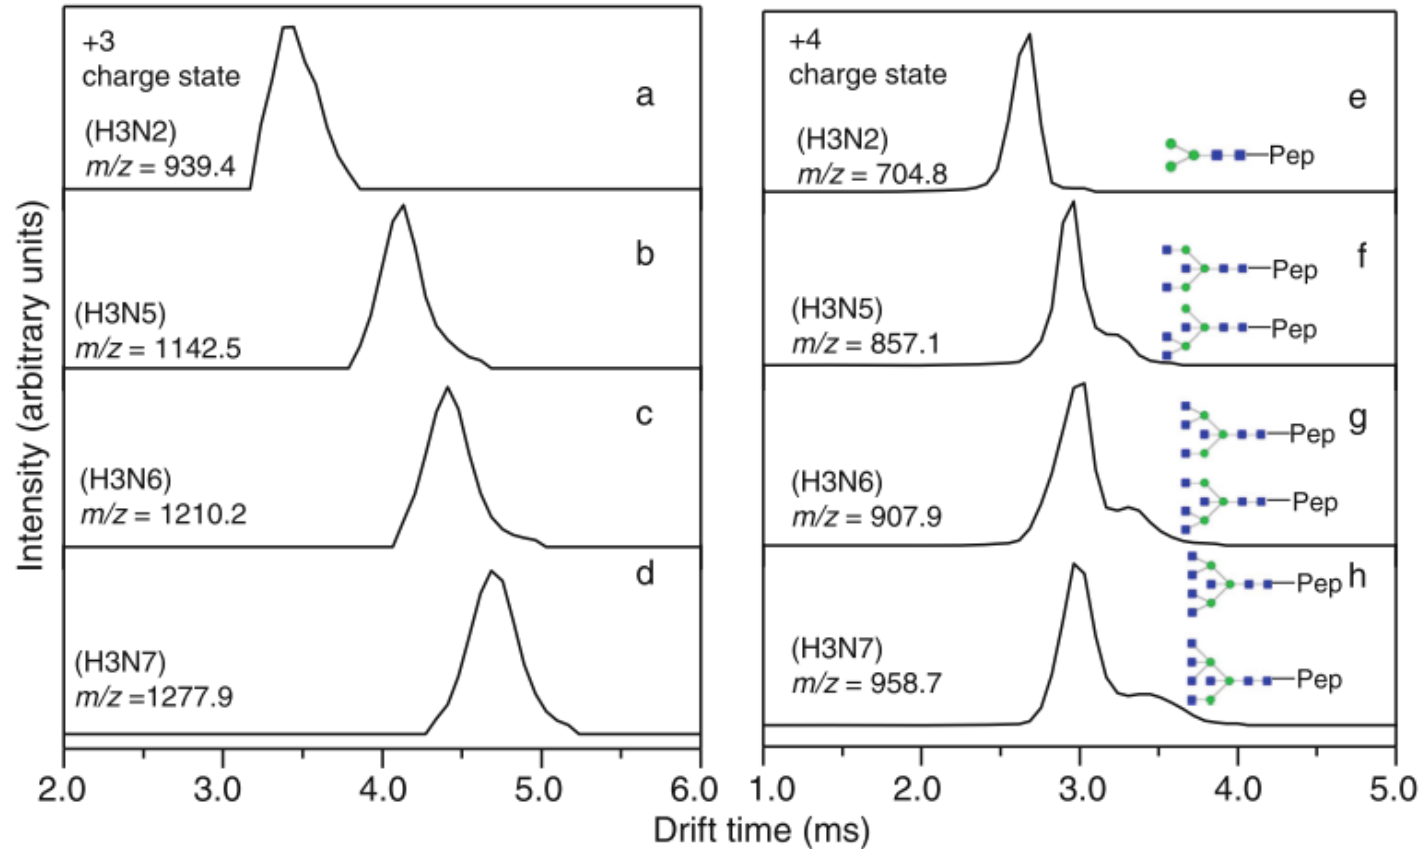 Intensity (arbitrary units)
+3
charge state
a
(H3N2)
m/z = 939.4
b
(H3N5)
m/z = 1142.5
c
(H3N6)
m/z = 1210.2
d
(H3N7)
m/z =1277.9
2.0 3.0 4.0 5.0 6.0
+4
charge state
e
(H3N2)
m/z = 704.8
Pep
f
Pep
(H3N5)
m/z = 857.1
Pep
g
Pep
(H3N6)
m/z = 907.9
Pep
h
Pep
(H3N7)
m/z = 958.7
Pep
1.0 2.0 3.0 4.0 5.0
Drift time (ms)